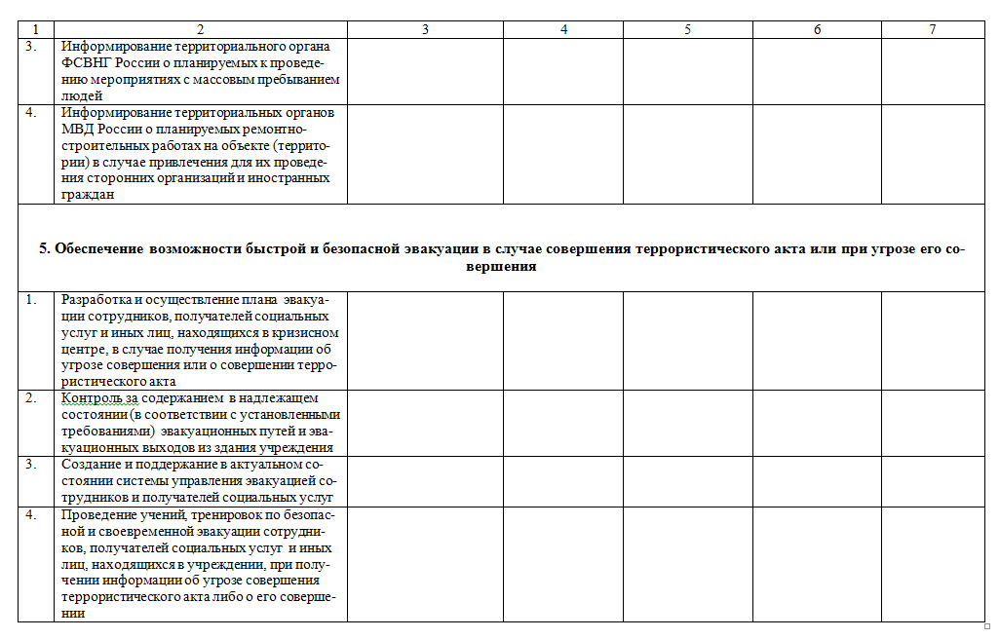 1 2 3 4 5 6 7
3. Информирование территориального органа
ФСВНГ России о планируемых к проведе-
нию мероприятиях с массовым пребыванием
людей
4. Информирование территориальных органов
МВД России о планируемых ремонтно-
строительных работах на объекте (террито-
рии) в случае привлечения для их проведе-
ния сторонних организаций и иностранных
граждан
5. Обеспечение возможности быстрой и безопасной эвакуации в случае совершения террористического акта или при угрозе его со-
вершения
1. Разработка и осуществление плана эвакуа-
ции сотрудников, получателей социальных
услуг и иных лиц, находящихся в кризисном
центре, в случае получения информации об
угрозе совершения или о совершении терро-
ристического акта
2. Контроль за содержанием в надлежащем
состоянии (в соответствии с установленными
требованиями) эвакуационных путей и эва-
куационных выходов из здания учреждения
3. Создание и поддержание в актуальном со-
стоянии системы управления эвакуацией со-
трудников и получателей социальных услуг
4. Проведение учений, тренировок по безопас-
ной и своевременной эвакуации сотрудни-
ков, получателей социальных услуг и иных
лиц, находящихся в учреждении, при полу-
чении информации об угрозе совершения
террористического акта либо о его соверше-
нии